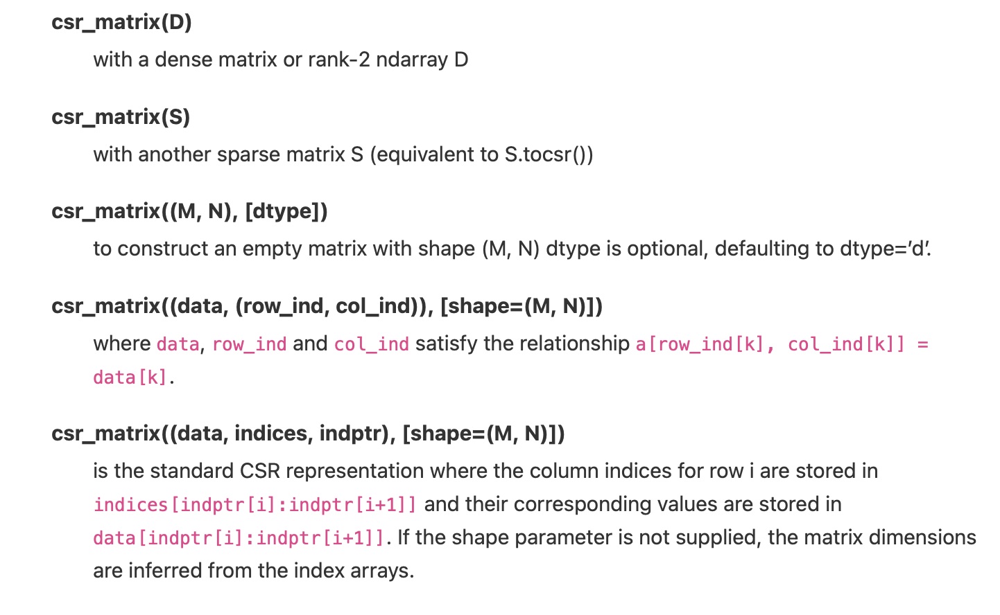 csr_matrix(D)
with a dense matrix or rank-2 ndarray D
csr_matrix(S)
with another sparse matrix S (equivalent to S.tocsr())
csr_matrix((M, N), [dtype])
to construct an empty matrix with shape (M, N) dtype is optional, defaulting to dtype=’d’.
csr_matrix((data, (row_ind, col_ind)), [shape=(M, N)])
where data, row_ind and col_ind satisfy the relationship a[row_ind[k], col_ind[k]] =
data[k].
csr_matrix((data, indices, indptr), [shape=(M, N)])
is the standard CSR representation where the column indices for row i are stored in
indices[indptr[i]:indptr[i+1]] and their corresponding values are stored in
data[indptr[i]:indptr[i+1]]. If the shape parameter is not supplied, the matrix dimensions
are inferred from the index arrays.